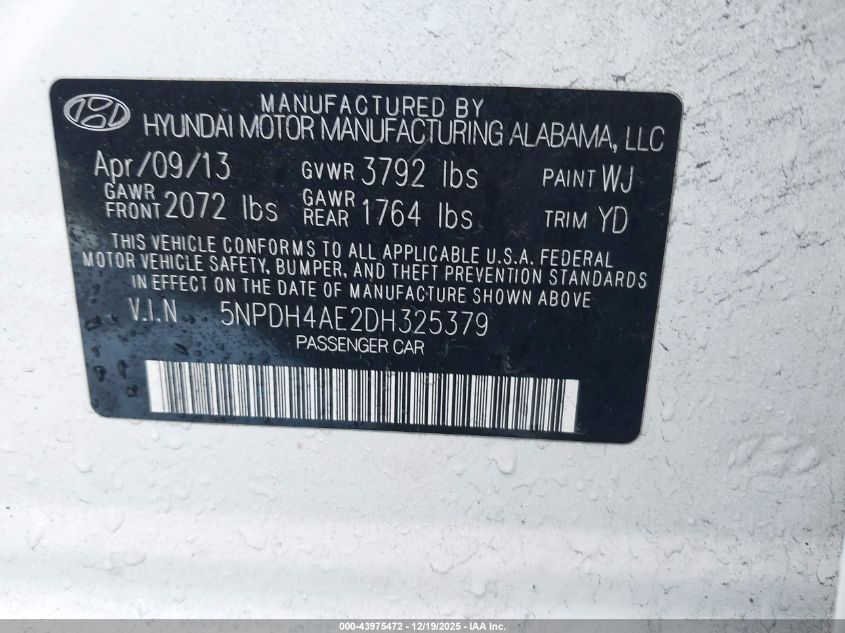 MANUFACTURED BY
HYUNDAI MOTOR MANUFACTURING ALABAMA, LLC
Apr/09/13 GVWR 3792 lbs PAINT WJ
GAWR FRONT 2072 lbs GAWR REAR 1764 lbs TRIM YD
THIS VEHICLE CONFORMS TO ALL APPLICABLE U.S.A. FEDERAL
MOTOR VEHICLE SAFETY, BUMPER, AND THEFT PREVENTION STANDARDS
IN EFFECT ON THE DATE OF MANUFACTURE SHOWN ABOVE
V.I.N 5NPDH4AE2DH325379
PASSENGER CAR
000-43975472 - 12/19/2025 - IAA Inc.